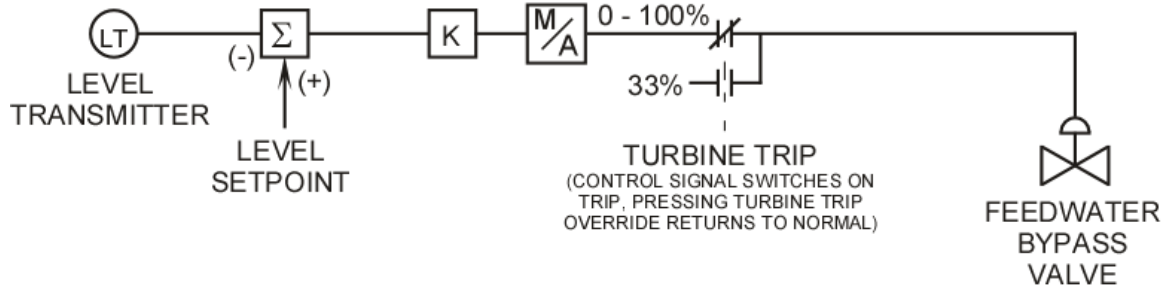 LT
LEVEL
TRANSMITTER
(-)
Σ
(+)
LEVEL
SETPOINT
K
M/A
0 - 100%
33%
TURBINE TRIP
(CONTROL SIGNAL SWITCHES ON
TRIP, PRESSING TURBINE TRIP
OVERRIDE RETURNS TO NORMAL)
FEEDWATER
BYPASS
VALVE